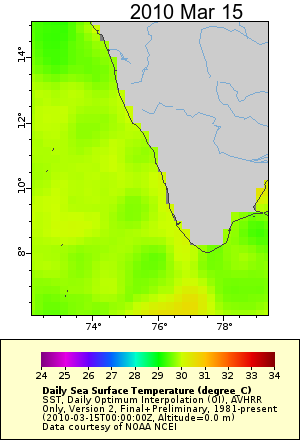 2010 Mar 15
14°
12°
10°
8°
74° 76° 78°
24 25 26 27 28 29 30 31 32 33 34
Daily Sea Surface Temperature (degree_C)
SST, Daily Optimum Interpolation (OI), AVHRR
Only, Version 2, Final+Preliminary, 1981-present
(2010-03-15T00:00:00Z, Altitude=0.0 m)
Data courtesy of NOAA NCEI